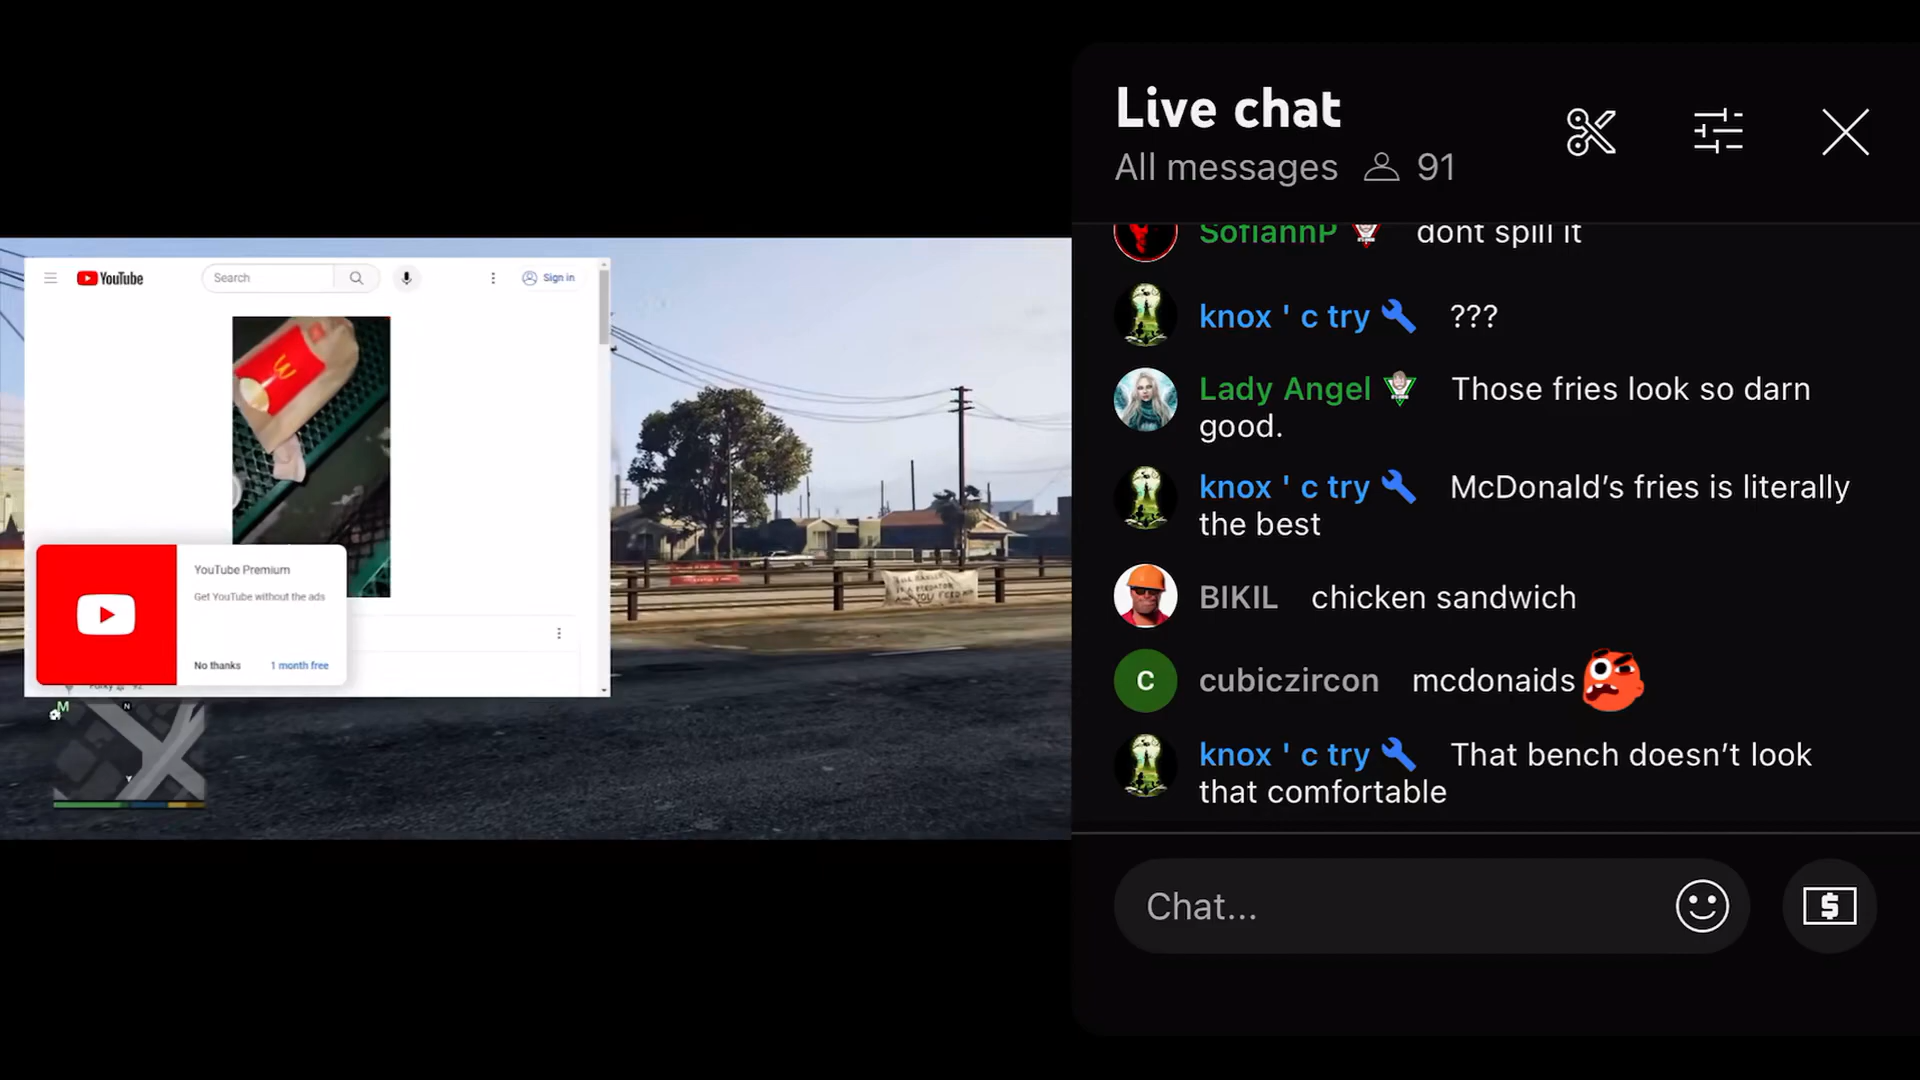 Live chat
All messages 91
SofiannP dont spill it
knox ' c try ???
Lady Angel Those fries look so darn
good.
knox ' c try McDonald’s fries is literally
the best
BIKIL chicken sandwich
C cubiczircon mcdonaids
knox ' c try That bench doesn’t look
that comfortable
Chat...
YouTube Search Sign in
YouTube Premium
Get YouTube without the ads
No thanks 1 month free
M
N